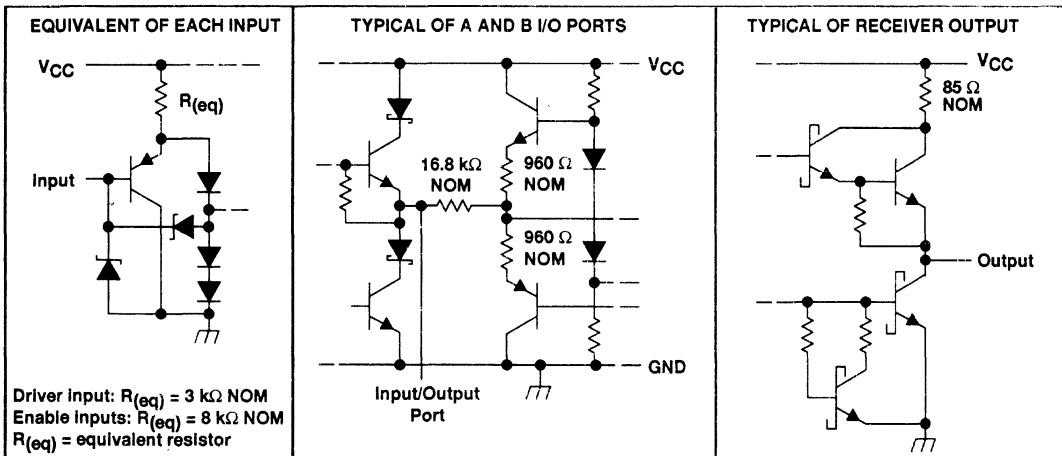 EQUIVALENT OF EACH INPUT
VCC
R(eq)
Input
Driver input: R(eq) = 3 kΩ NOM
Enable inputs: R(eq) = 8 kΩ NOM
R(eq) = equivalent resistor
TYPICAL OF A AND B I/O PORTS
VCC
16.8 kΩ
NOM
960 Ω
NOM
960 Ω
NOM
GND
Input/Output
Port
TYPICAL OF RECEIVER OUTPUT
VCC
85 Ω
NOM
Output